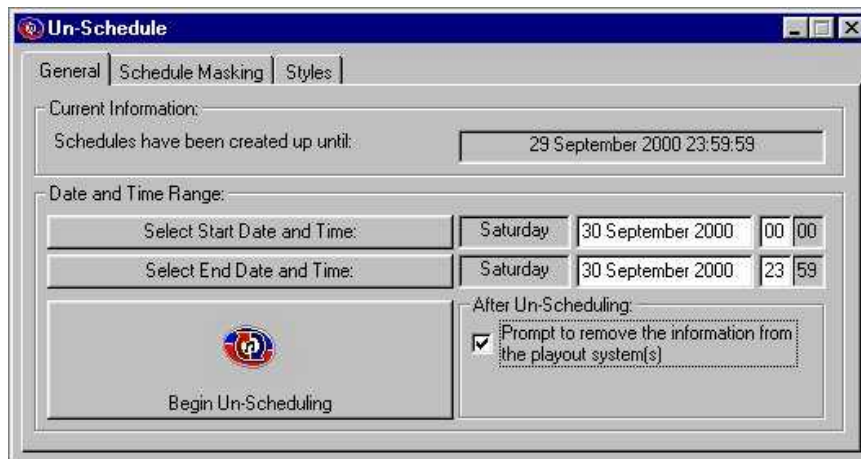 Un-Schedule
General
Schedule Masking
Styles
Current Information:
Schedules have been created up until:
29 September 2000 23:59:59
Date and Time Range:
Select Start Date and Time:
Saturday
30 September 2000
00
00
Select End Date and Time:
Saturday
30 September 2000
23
59
Begin Un-Scheduling
After Un-Scheduling:
Prompt to remove the information from
the playout system(s)